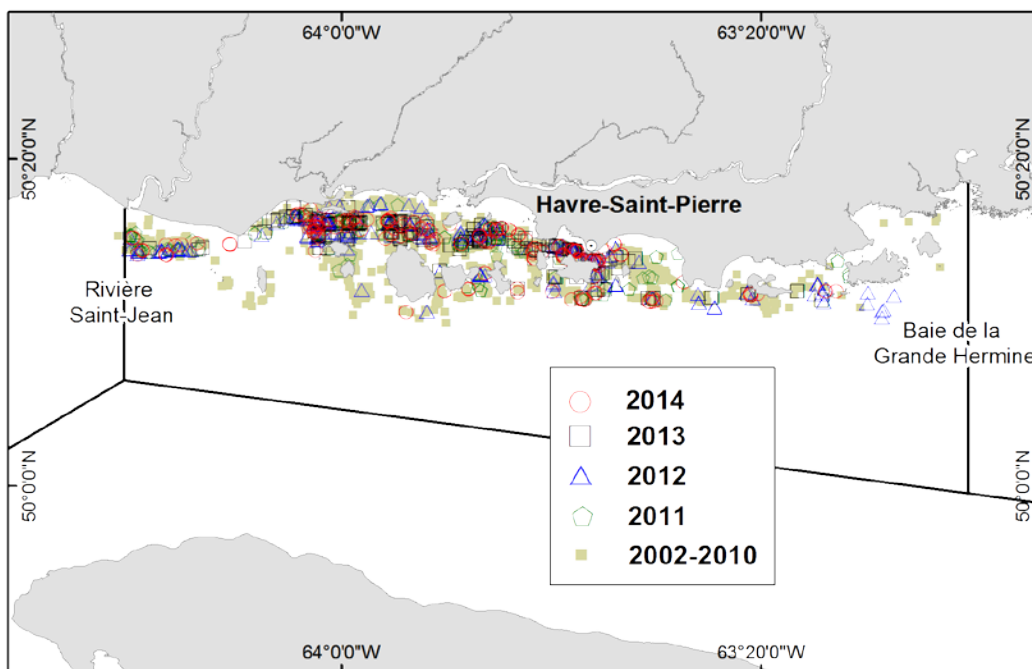 64°00'0"W
63°20'0"W
50°20'0"N
50°20'0"N
Havre-Saint-Pierre
Rivière
Saint-Jean
Baie de la
Grande Hermine
2014
2013
2012
2011
2002-2010
50°0'0"N
50°0'0"N
64°00'0"W
63°20'0"W